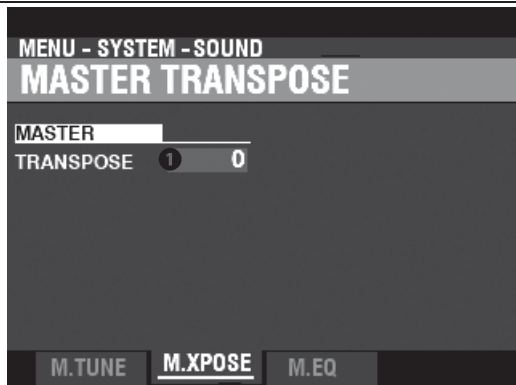 MENU - SYSTEM - SOUND
MASTER TRANSPOSE
MASTER
TRANSPOSE 1 0
M.TUNE M.XPOSE M.EQ